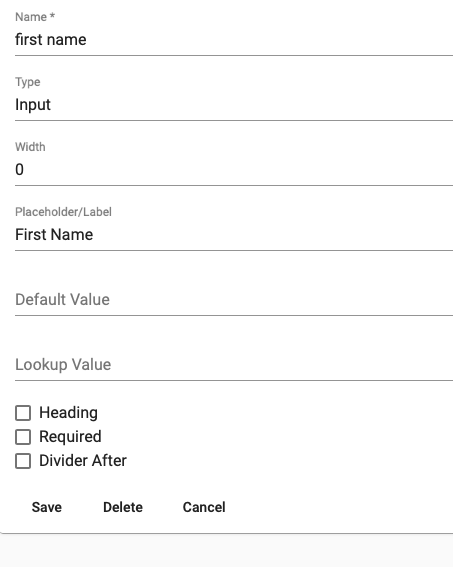 Name *
first name
Type
Input
Width
0
Placeholder/Label
First Name
Default Value
Lookup Value
Heading
Required
Divider After
Save Delete Cancel